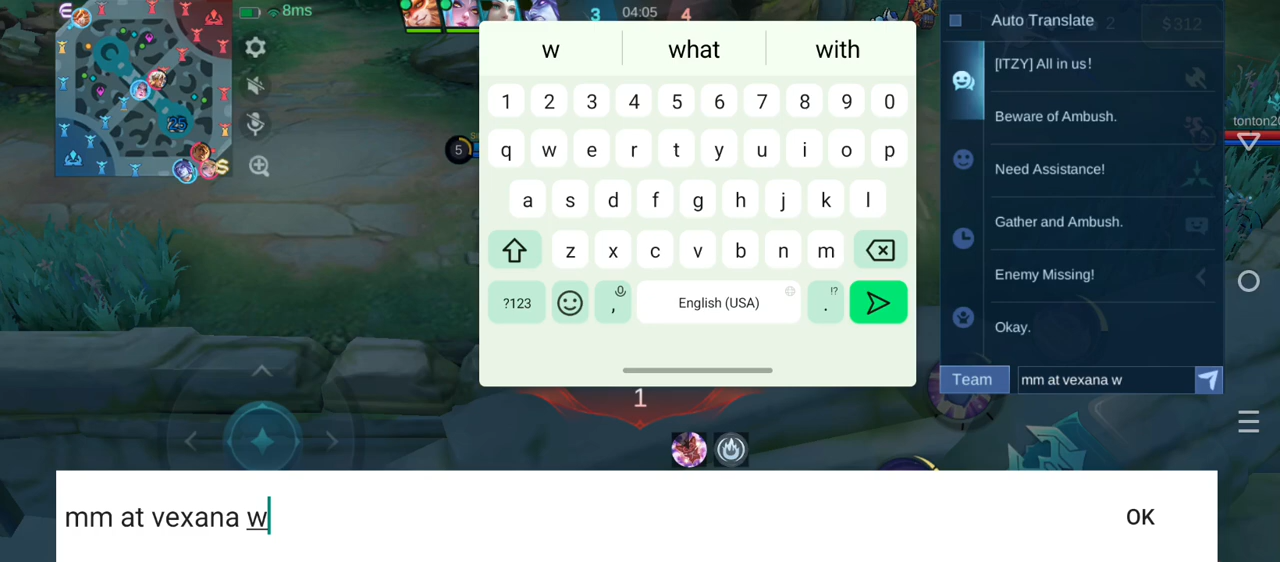 8ms
3 04:05 4
25
w what with
1 2 3 4 5 6 7 8 9 0
q w e r t y u i o p
a s d f g h j k l
z x c v b n m
?123 , English (USA) !? .
5
1
Auto Translate
2 $312
[ITZY] All in us!
Beware of Ambush.
Need Assistance!
Gather and Ambush.
Enemy Missing!
Okay.
Team mm at vexana w
tonton20
mm at vexana w OK